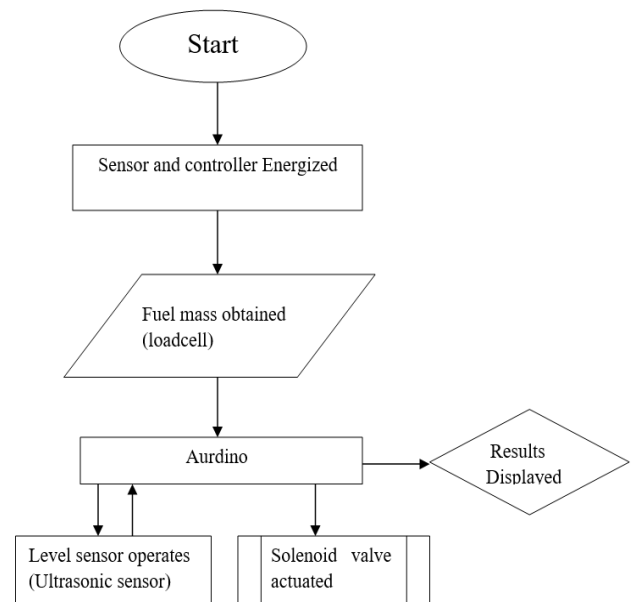 Start
Sensor and controller Energized
Fuel mass obtained
(loadcell)
Aurdino
Results
Displayed
Level sensor operates
(Ultrasonic sensor)
Solenoid valve
actuated